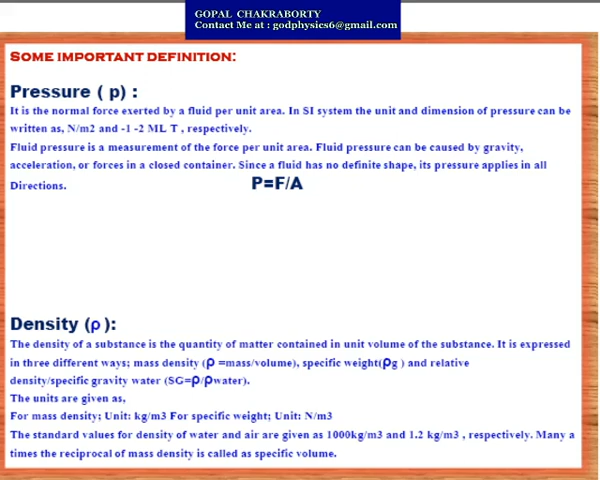 GOPAL CHAKRABORTY
Contact Me at : godphysics6@gmail.com
SOME IMPORTANT DEFINITION:
Pressure ( p) :
It is the normal force exerted by a fluid per unit area. In SI system the unit and dimension of pressure can be
written as, N/m2 and -1 -2 ML T , respectively.
Fluid pressure is a measurement of the force per unit area. Fluid pressure can be caused by gravity,
acceleration, or forces in a closed container. Since a fluid has no definite shape, its pressure applies in all
Directions. P=F/A
Density (ρ ):
The density of a substance is the quantity of matter contained in unit volume of the substance. It is expressed
in three different ways; mass density (ρ =mass/volume), specific weight(ρg ) and relative
density/specific gravity water (SG=ρ/ρwater).
The units are given as,
For mass density; Unit: kg/m3 For specific weight; Unit: N/m3
The standard values for density of water and air are given as 1000kg/m3 and 1.2 kg/m3 , respectively. Many a
times the reciprocal of mass density is called as specific volume.